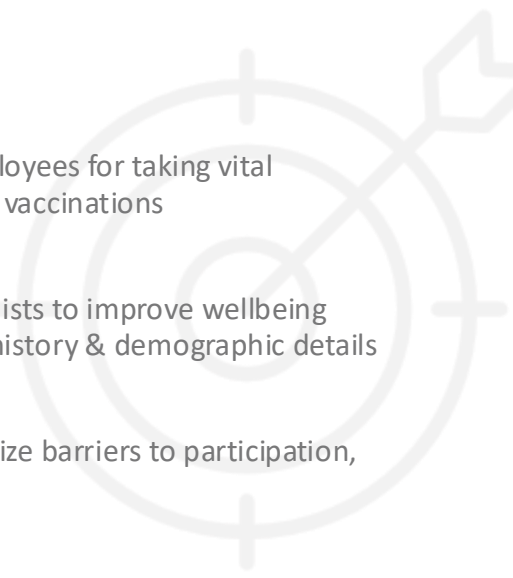 loyees for taking vital
vaccinations
ists to improve wellbeing
history & demographic details
ize barriers to participation,